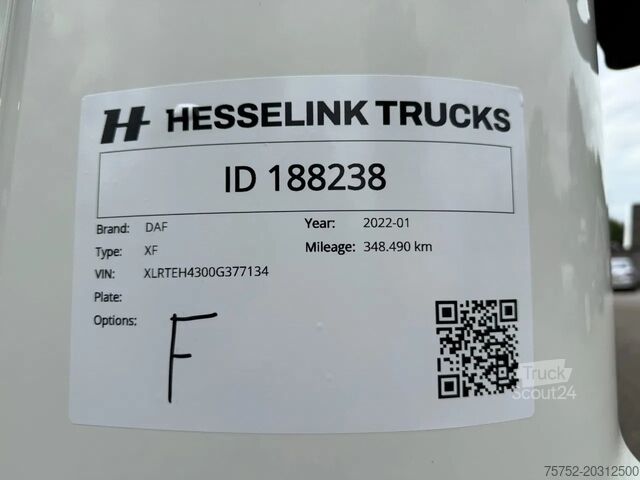 HESSELINK TRUCKS
ID 188238
Brand: DAF
Year: 2022-01
Type: XF
Mileage: 348.490 km
VIN: XLRTEH4300G377134
Plate:
Options:
F
Truck
Scout24
75752-20312500